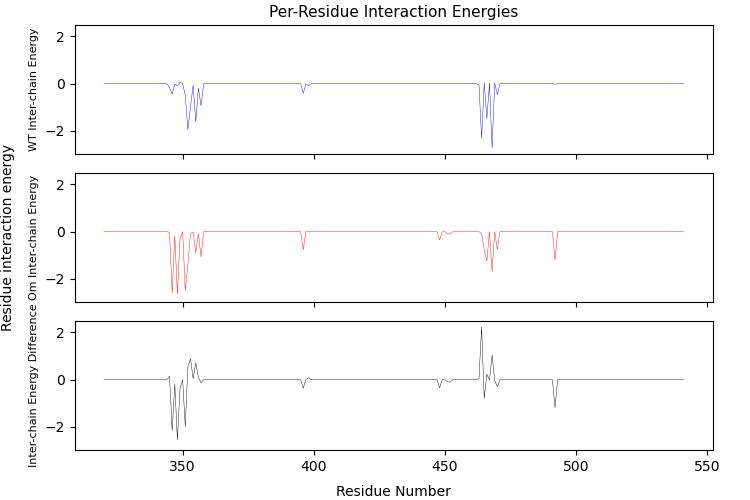 Per-Residue Interaction Energies
Residue interaction energy
WT Inter-chain Energy
2
0
−2
Om Inter-chain Energy
2
0
−2
Inter-chain Energy Difference
2
0
−2
350
400
450
500
550
Residue Number